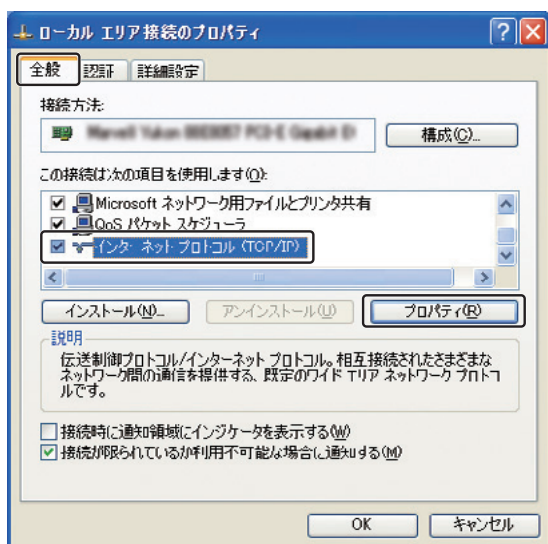 ローカル エリア接続のプロパティ
全般 認証 詳細設定
接続方法:
構成(C)...
この接続は次の項目を使用します(O):
Microsoft ネットワーク用ファイルとプリンタ共有
QoS パケット スケジューラ
インターネット プロトコル (TCP/IP)
インストール(N)... アンインストール(U) プロパティ(R)
説明
伝送制御プロトコル/インターネット プロトコル。相互接続されたさまざまな
ネットワーク間の通信を提供する、既定のワイド エリア ネットワーク プロトコ
ルです。
接続時に通知領域にインジケータを表示する(W)
接続が限られているか利用不可能な場合に通知する(M)
OK キャンセル